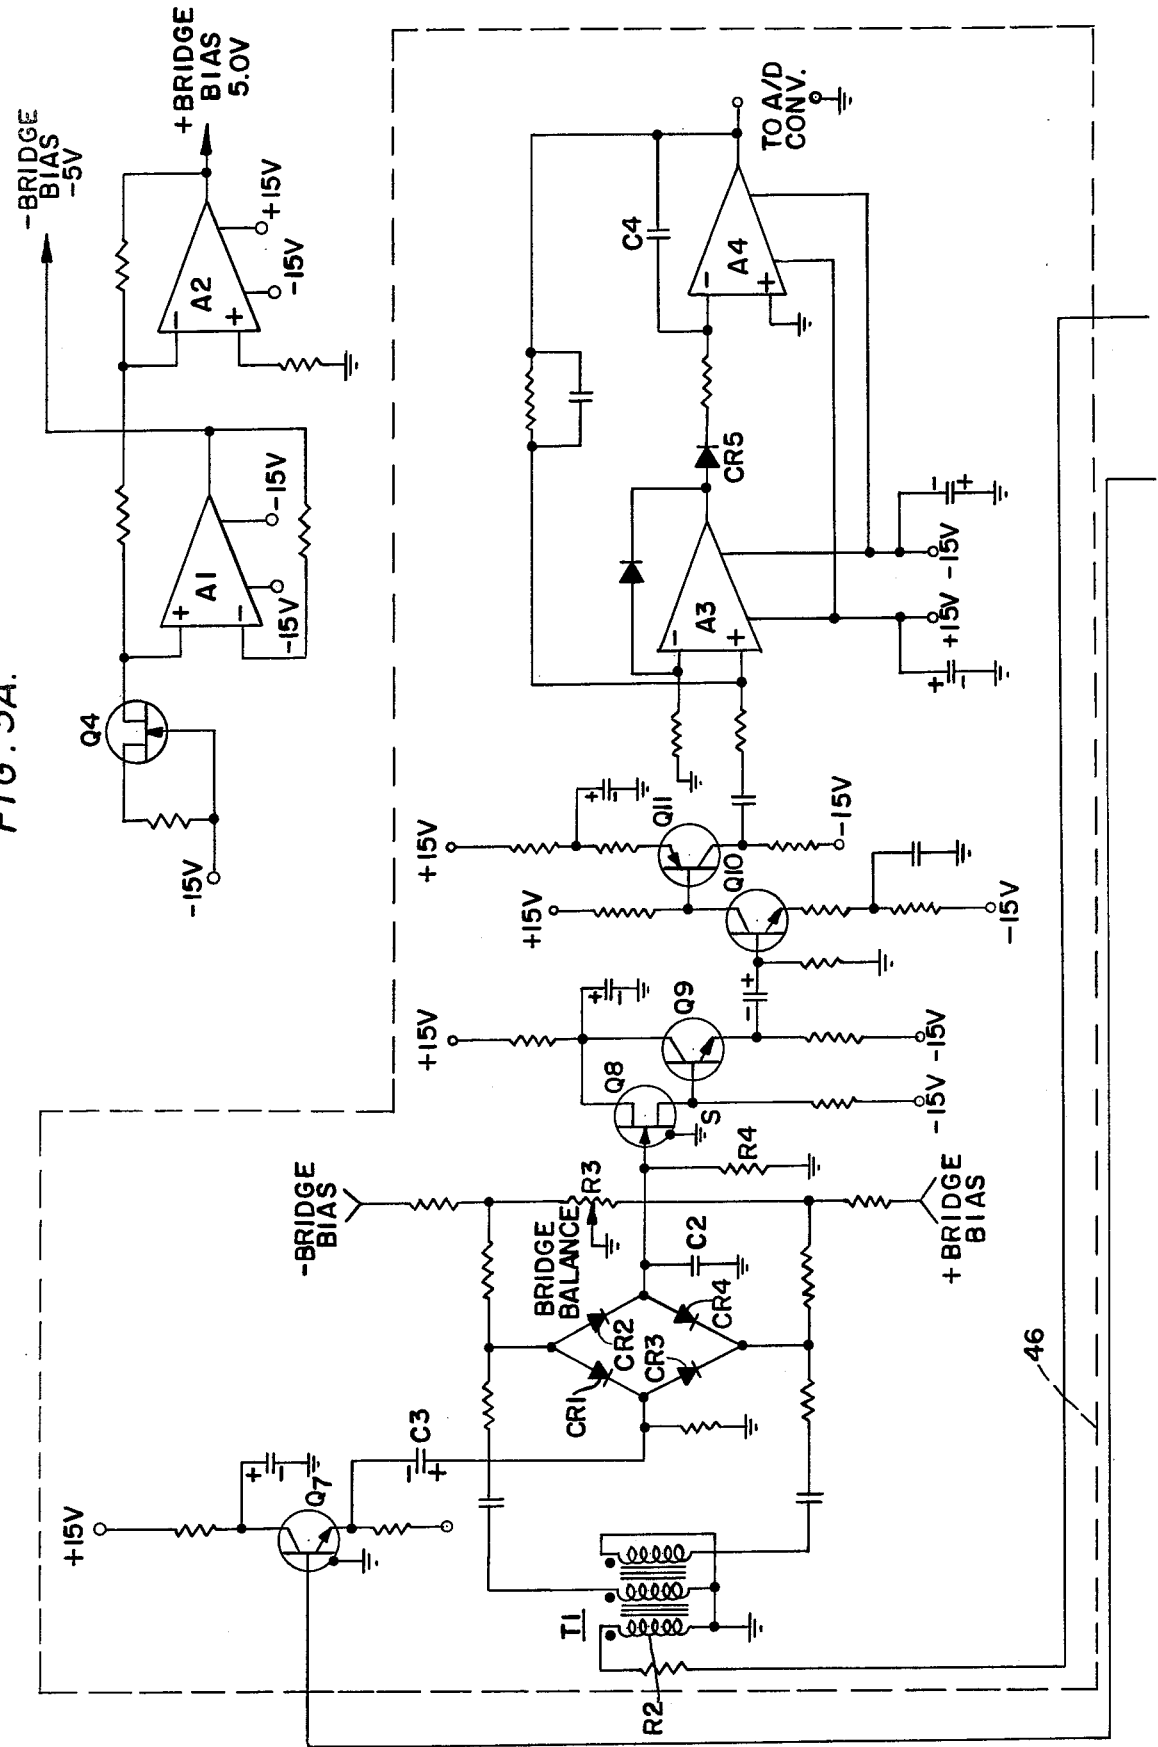 -BRIDGE
BIAS
-5V
+BRIDGE
BIAS
5.0V
A2
-
+
+15V
-15V
A1
+
-
-15V
-15V
Q4
-15V
TO A/D
CONV.
C4
A4
-
+
CR5
A3
-
+
-
+
-15V
+15V
+
-
+15V
+
-
Q11
-15V
+15V
Q10
-15V
+15V
+
-
Q9
+
-
-15V
Q8
S
-15V
R4
-BRIDGE
BIAS
R3
BRIDGE
BALANCE
C2
+BRIDGE
BIAS
CR2
CR4
CR1
CR3
46
+15V
+
-
Q7
-
+
C3
T1
R2